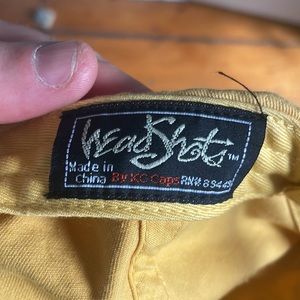 HeadShots™
Made in
China By KC Caps RN# 89445